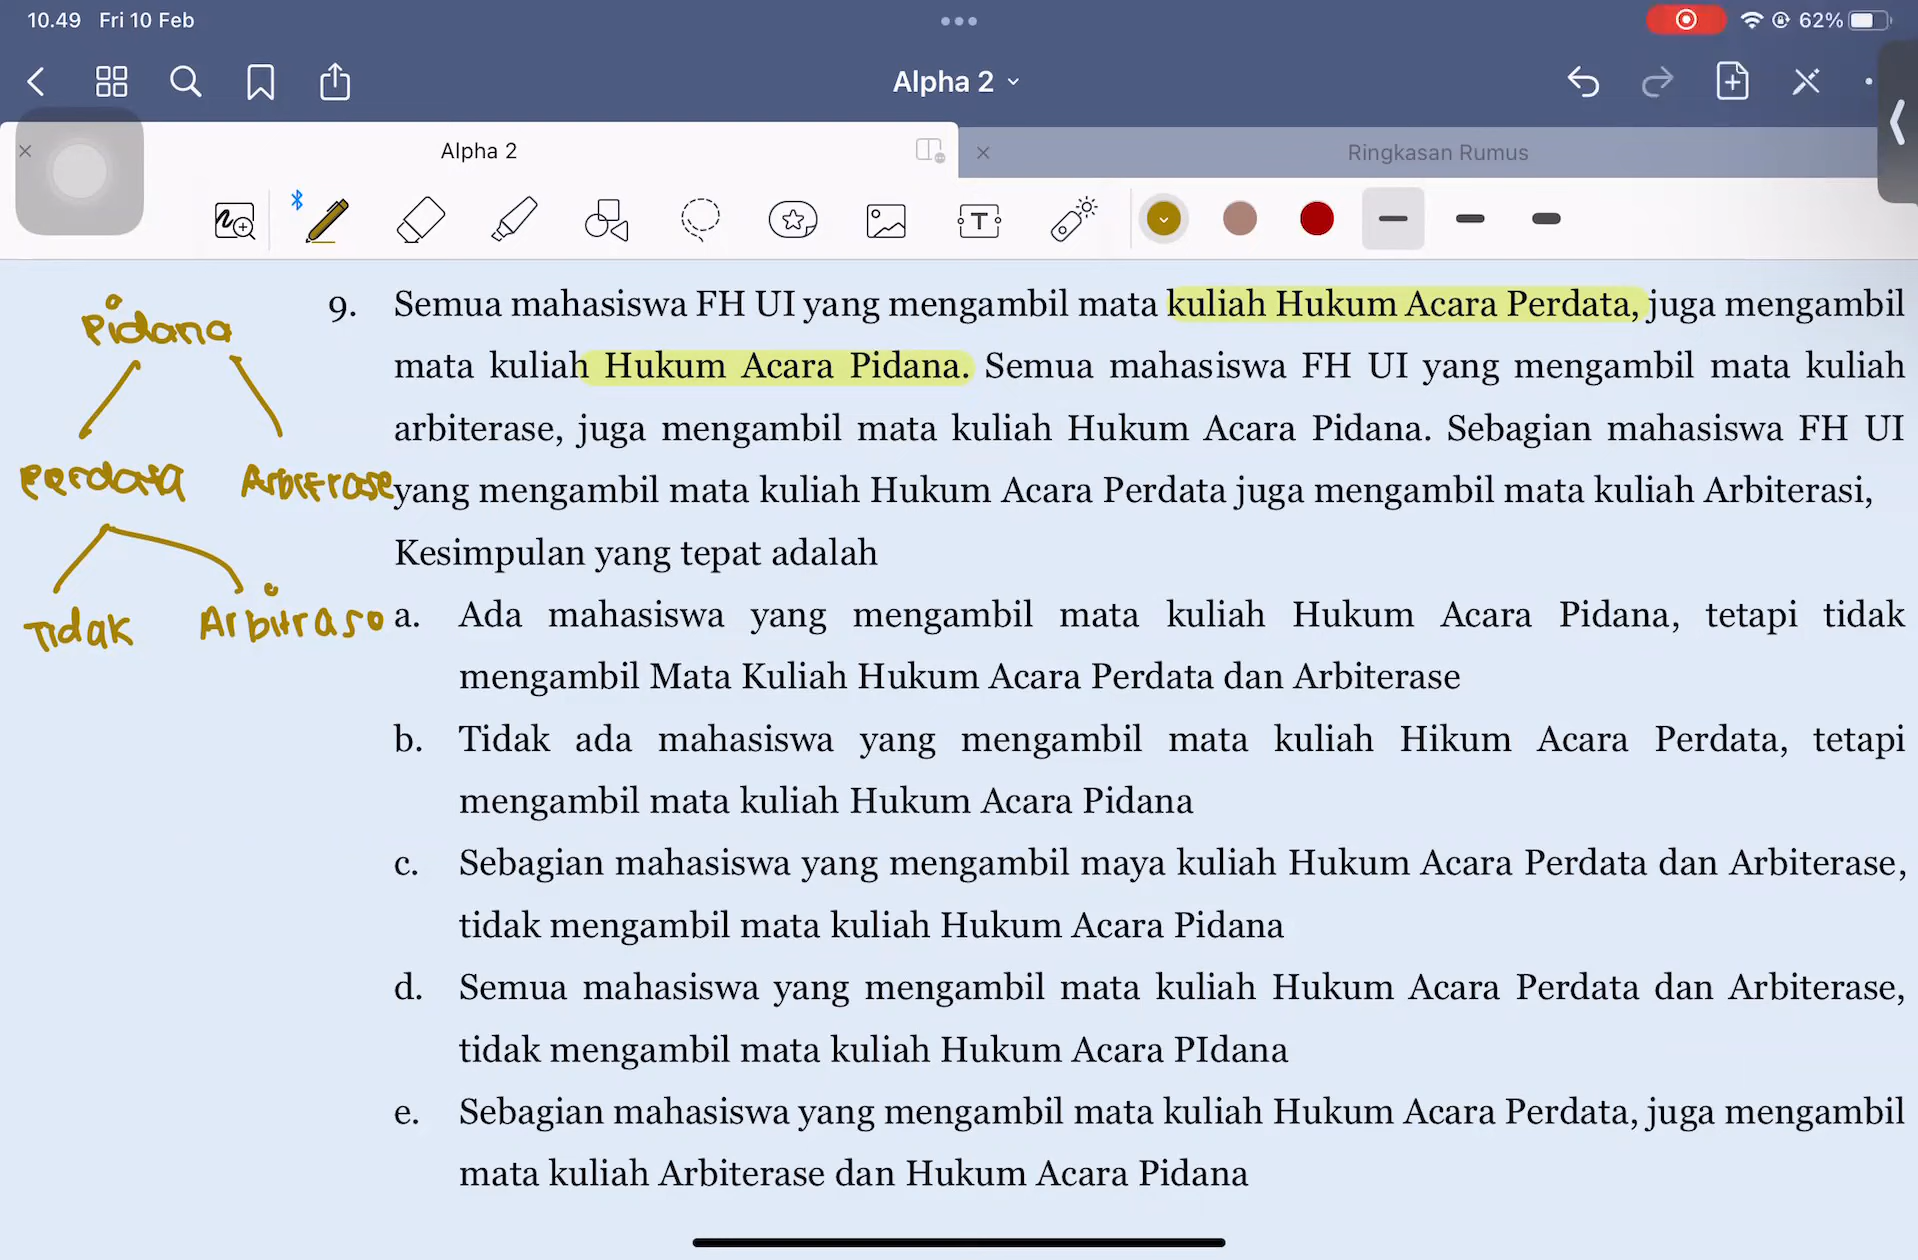 10.49 Fri 10 Feb
62%
Alpha 2
Alpha 2
Ringkasan Rumus
T
Pidana
Perdata Arbitrase
Tidak Arbitrase
9. Semua mahasiswa FH UI yang mengambil mata kuliah Hukum Acara Perdata, juga mengambil
mata kuliah Hukum Acara Pidana. Semua mahasiswa FH UI yang mengambil mata kuliah
arbiterase, juga mengambil mata kuliah Hukum Acara Pidana. Sebagian mahasiswa FH UI
yang mengambil mata kuliah Hukum Acara Perdata juga mengambil mata kuliah Arbiterasi,
Kesimpulan yang tepat adalah
a. Ada mahasiswa yang mengambil mata kuliah Hukum Acara Pidana, tetapi tidak
mengambil Mata Kuliah Hukum Acara Perdata dan Arbiterase
b. Tidak ada mahasiswa yang mengambil mata kuliah Hikum Acara Perdata, tetapi
mengambil mata kuliah Hukum Acara Pidana
c. Sebagian mahasiswa yang mengambil maya kuliah Hukum Acara Perdata dan Arbiterase,
tidak mengambil mata kuliah Hukum Acara Pidana
d. Semua mahasiswa yang mengambil mata kuliah Hukum Acara Perdata dan Arbiterase,
tidak mengambil mata kuliah Hukum Acara PIdana
e. Sebagian mahasiswa yang mengambil mata kuliah Hukum Acara Perdata, juga mengambil
mata kuliah Arbiterase dan Hukum Acara Pidana